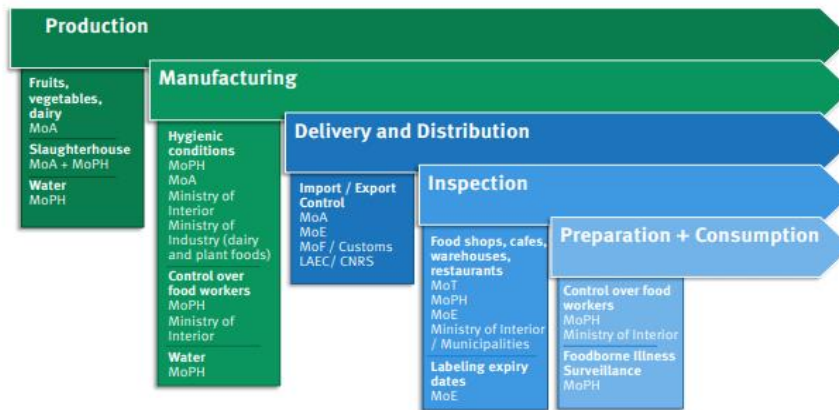 Production
Fruits,
vegetables,
dairy
MoA
Slaughterhouse
MoA + MoPH
Water
MoPH
Manufacturing
Hygienic
conditions
MoPH
MoA
Ministry of
Interior
Ministry of
Industry (dairy
and plant foods)
Control over
food workers
MoPH
Ministry of
Interior
Water
MoPH
Delivery and Distribution
Import / Export
Control
MoA
MoE
MoF / Customs
LAEC/ CNRS
Inspection
Food shops, cafes,
warehouses,
restaurants
MoT
MoPH
MoE
Ministry of Interior
/ Municipalities
Labeling expiry
dates
MoE
Preparation + Consumption
Control over food
workers
MoPH
Ministry of Interior
Foodborne Illness
Surveillance
MoPH